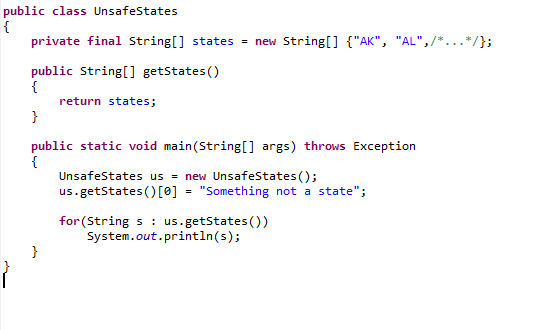 public class UnsafeStates
{
    private final String[] states = new String[] {"AK", "AL",/*...*/};
    public String[] getStates()
    {
        return states;
    }
    public static void main(String[] args) throws Exception
    {
        UnsafeStates us = new UnsafeStates();
        us.getStates()[0] = "Something not a state";
        for(String s : us.getStates())
            System.out.println(s);
    }
}